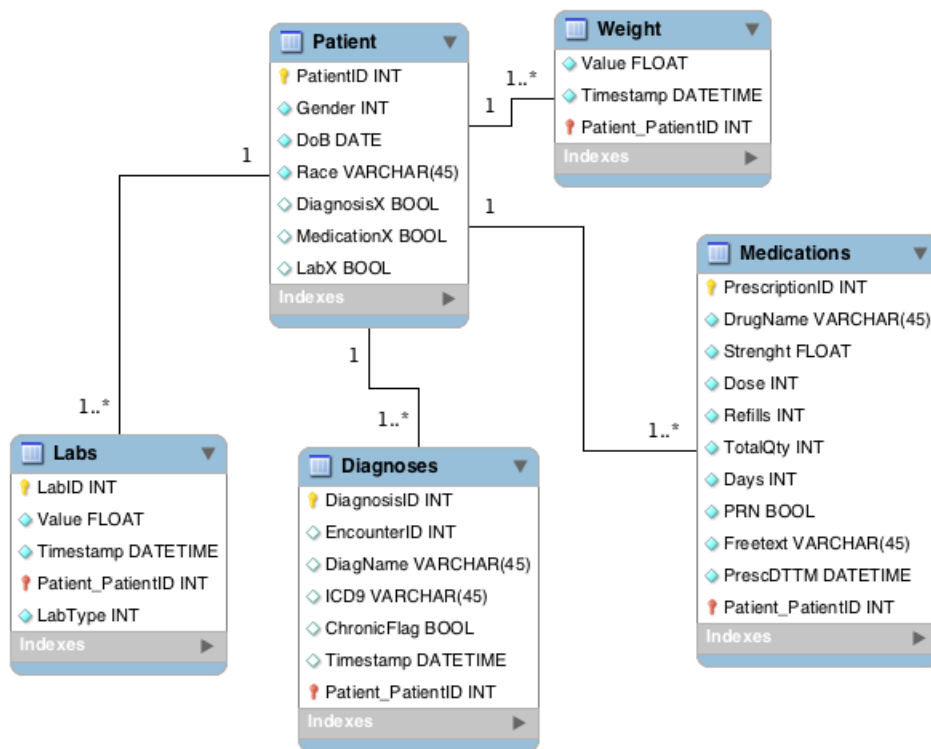 Patient
PatientID INT
Gender INT
DoB DATE
Race VARCHAR(45)
DiagnosisX BOOL
MedicationX BOOL
LabX BOOL
Indexes
Weight
Value FLOAT
Timestamp DATETIME
Patient_PatientID INT
Indexes
1
1..*
1
1..*
1
1..*
1
1..*
Medications
PrescriptionID INT
DrugName VARCHAR(45)
Strenght FLOAT
Dose INT
Refills INT
TotalQty INT
Days INT
PRN BOOL
Freetext VARCHAR(45)
PrescDTTM DATETIME
Patient_PatientID INT
Indexes
Labs
LabID INT
Value FLOAT
Timestamp DATETIME
Patient_PatientID INT
LabType INT
Indexes
Diagnoses
DiagnosisID INT
EncounterID INT
DiagName VARCHAR(45)
ICD9 VARCHAR(45)
ChronicFlag BOOL
Timestamp DATETIME
Patient_PatientID INT
Indexes